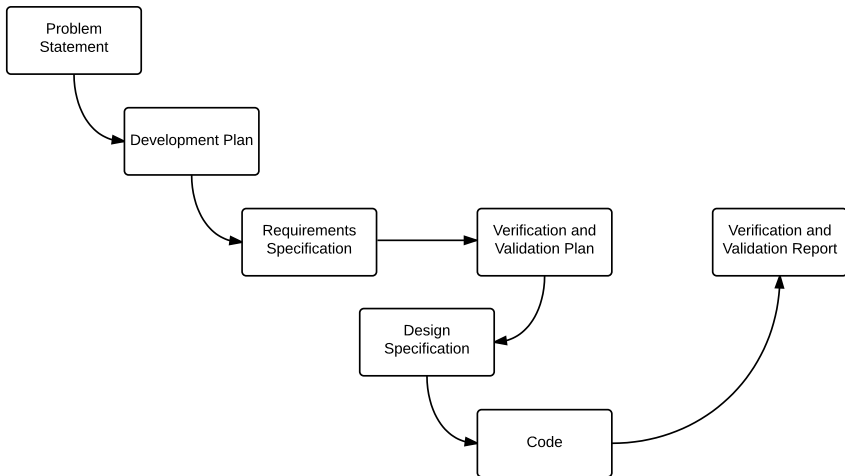 Problem
Statement
Development Plan
Requirements
Specification
Verification and
Validation Plan
Verification and
Validation Report
Design
Specification
Code